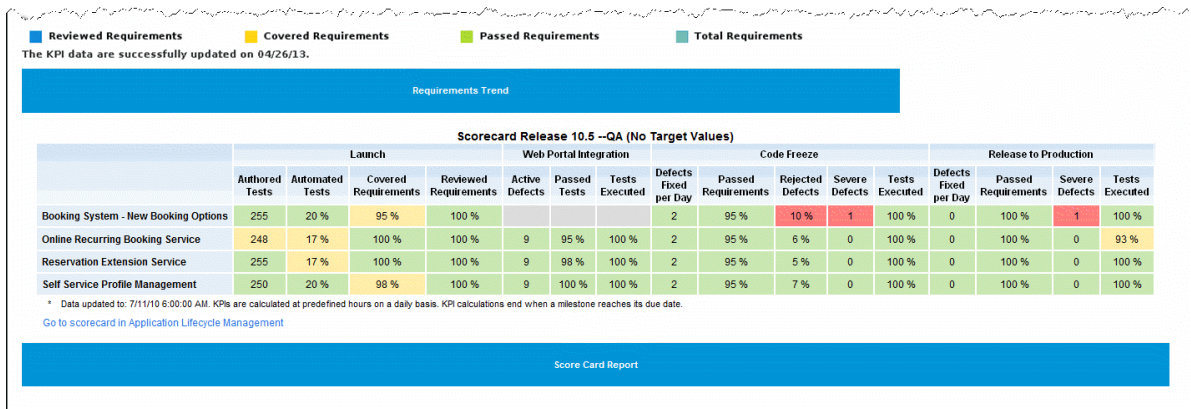 Reviewed Requirements Covered Requirements Passed Requirements Total Requirements
The KPI data are successfully updated on 04/26/13.
Requirements Trend
Scorecard Release 10.5 --QA (No Target Values)
Launch Web Portal Integration Code Freeze Release to Production
Authored Tests Automated Tests Covered Requirements Reviewed Requirements Active Defects Passed Tests Tests Executed Defects Fixed per Day Passed Requirements Rejected Defects Severe Defects Tests Executed Defects Fixed per Day Passed Requirements Severe Defects Tests Executed
Booking System - New Booking Options 255 20 % 95 % 100 % 2 95 % 10 % 1 100 % 0 100 % 1 100 %
Online Recurring Booking Service 248 17 % 100 % 100 % 9 95 % 100 % 2 95 % 6 % 0 100 % 0 100 % 0 93 %
Reservation Extension Service 255 17 % 100 % 100 % 9 98 % 100 % 2 95 % 5 % 0 100 % 0 100 % 0 100 %
Self Service Profile Management 250 20 % 98 % 100 % 9 100 % 100 % 2 95 % 7 % 0 100 % 0 100 % 0 100 %
* Data updated to: 7/11/10 6:00:00 AM. KPIs are calculated at predefined hours on a daily basis. KPI calculations end when a milestone reaches its due date.
Go to scorecard in Application Lifecycle Management
Score Card Report